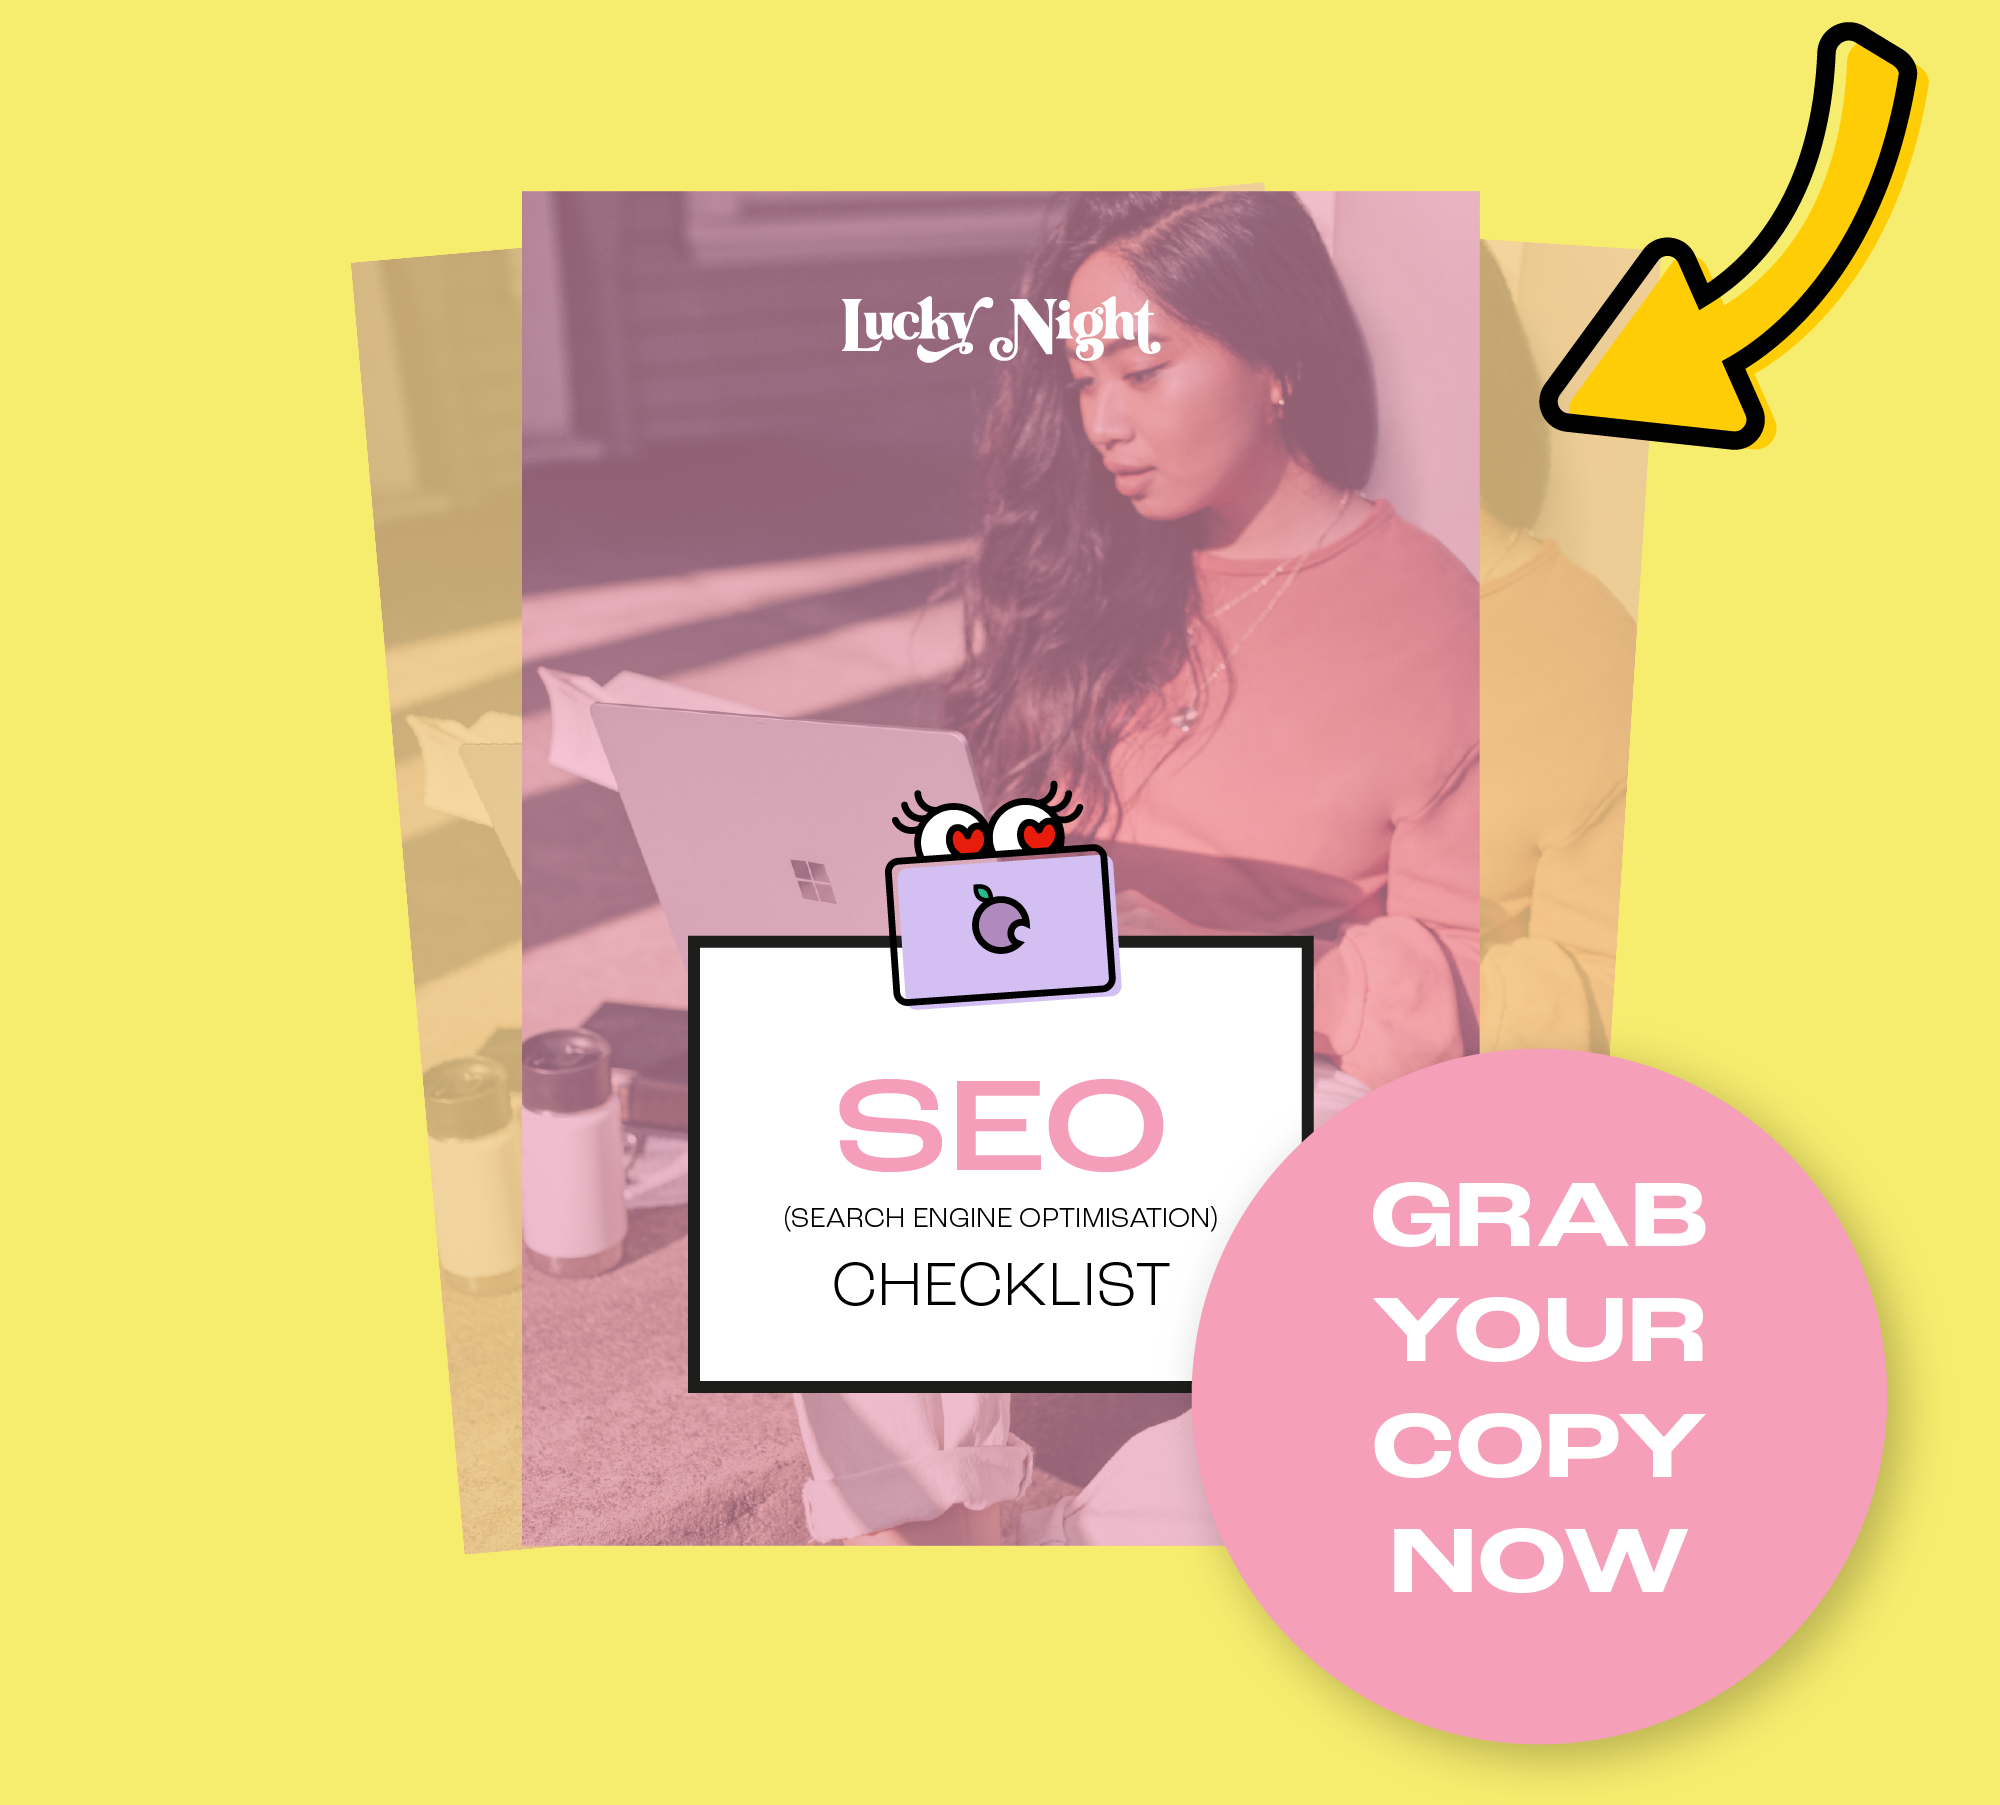 Lucky Night
SEO
(SEARCH ENGINE OPTIMISATION)
CHECKLIST
GRAB
YOUR
COPY
NOW